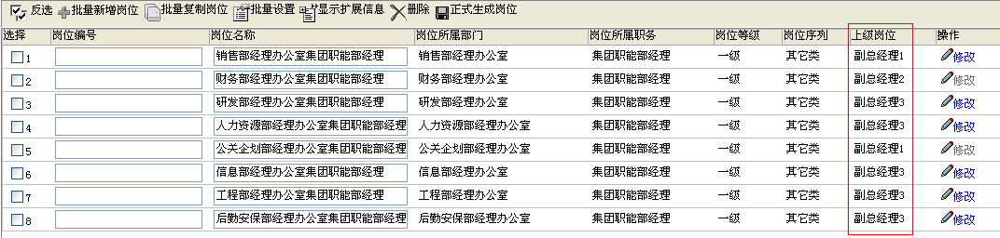 反选 批量新增岗位 批量复制岗位 批量设置 显示扩展信息 删除 正式生成岗位
选择 岗位编号 岗位名称 岗位所属部门 岗位所属职务 岗位等级 岗位序列 上级岗位 操作
1 销售部经理办公室集团职能部经理 销售部经理办公室 集团职能部经理 一级 其它类 副总经理1 修改
2 财务部经理办公室集团职能部经理 财务部经理办公室 集团职能部经理 一级 其它类 副总经理2 修改
3 研发部经理办公室集团职能部经理 研发部经理办公室 集团职能部经理 一级 其它类 副总经理3 修改
4 人力资源部经理办公室集团职能部经理 人力资源部经理办公室 集团职能部经理 一级 其它类 副总经理3 修改
5 公关企划部经理办公室集团职能部经理 公关企划部经理办公室 集团职能部经理 一级 其它类 副总经理1 修改
6 信息部经理办公室集团职能部经理 信息部经理办公室 集团职能部经理 一级 其它类 副总经理3 修改
7 工程部经理办公室集团职能部经理 工程部经理办公室 集团职能部经理 一级 其它类 副总经理3 修改
8 后勤安保部经理办公室集团职能部经理 后勤安保部经理办公室 集团职能部经理 一级 其它类 副总经理3 修改